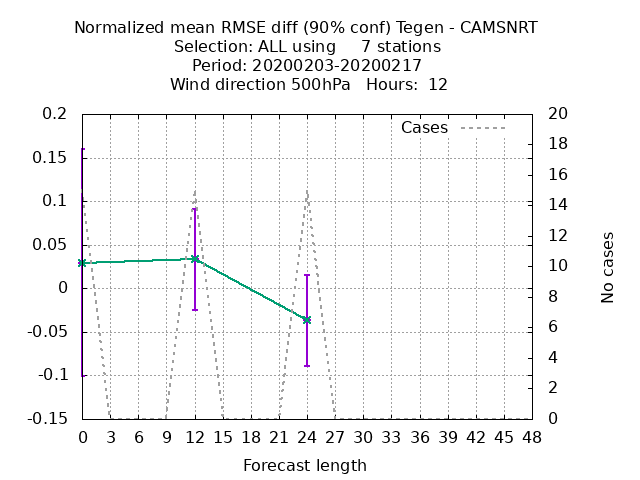 Normalized mean RMSE diff (90% conf) Tegen - CAMSNRT
Selection: ALL using     7 stations
Period: 20200203-20200217
Wind direction 500hPa   Hours:  12
Cases
0.2
0.15
0.1
0.05
0
-0.05
-0.1
-0.15
20
18
16
14
12
10
8
6
4
2
0
No cases
0 3 6 9 12 15 18 21 24 27 30 33 36 39 42 45 48
Forecast length